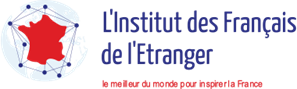 L'Institut des Français
de l'Etranger
le meilleur du monde pour inspirer la France